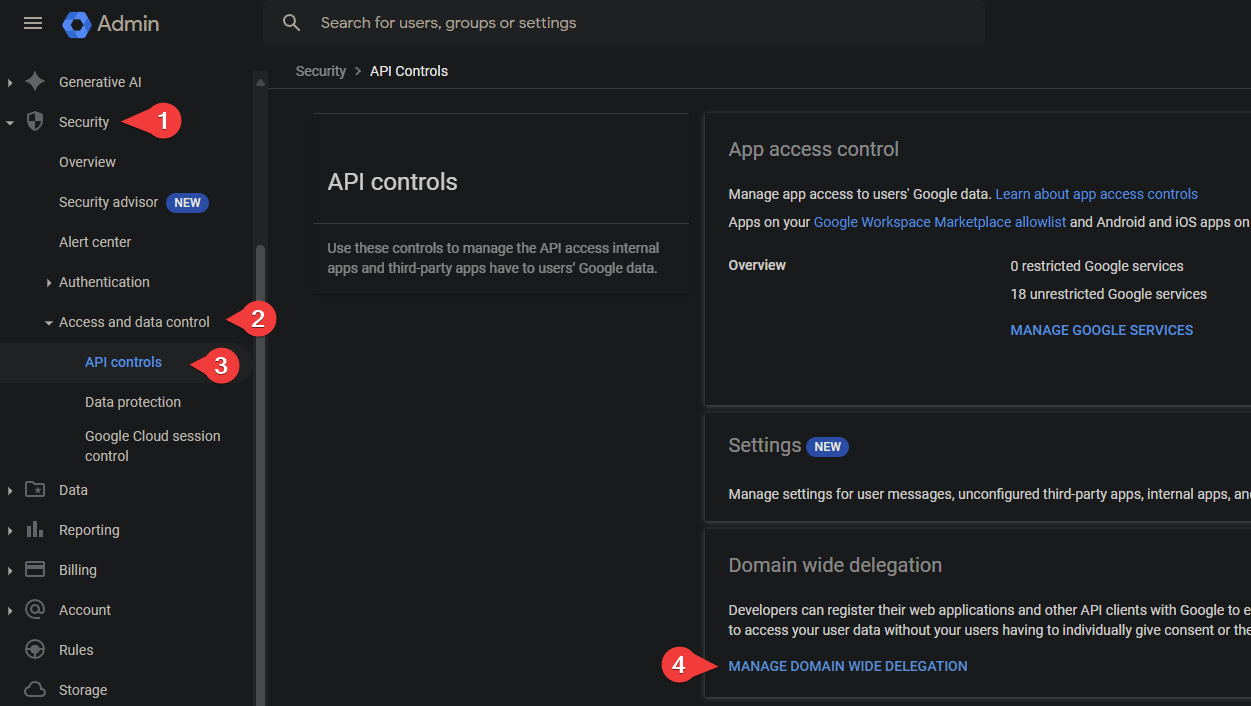 Admin
Search for users, groups or settings
Generative AI
Security
1
Overview
Security advisor NEW
Alert center
Authentication
Access and data control
2
API controls
3
Data protection
Google Cloud session
control
Data
Reporting
Billing
Account
Rules
Storage
Security > API Controls
API controls
Use these controls to manage the API access internal
apps and third-party apps have to users' Google data.
App access control
Manage app access to users' Google data. Learn about app access controls
Apps on your Google Workspace Marketplace allowlist and Android and iOS apps on
Overview
0 restricted Google services
18 unrestricted Google services
MANAGE GOOGLE SERVICES
Settings NEW
Manage settings for user messages, unconfigured third-party apps, internal apps, an
Domain wide delegation
Developers can register their web applications and other API clients with Google to e
to access your user data without your users having to individually give consent or the
4
MANAGE DOMAIN WIDE DELEGATION